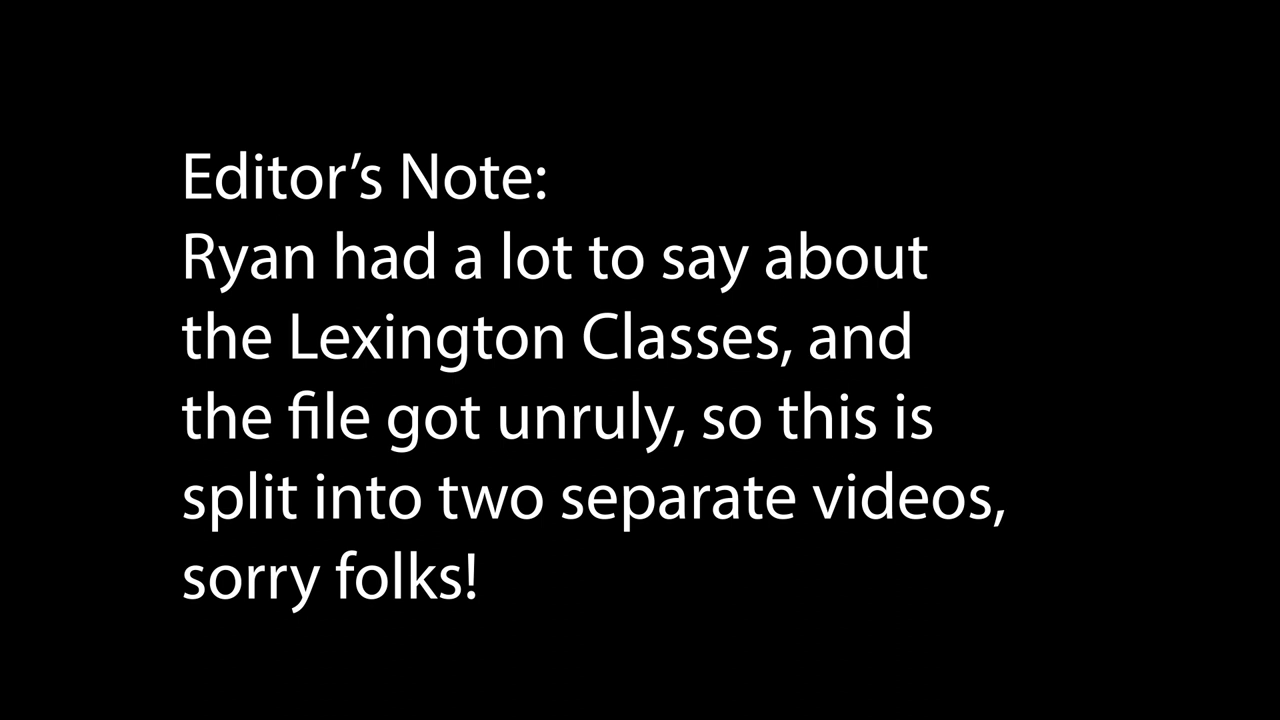 Editor’s Note:
Ryan had a lot to say about
the Lexington Classes, and
the file got unruly, so this is
split into two separate videos,
sorry folks!